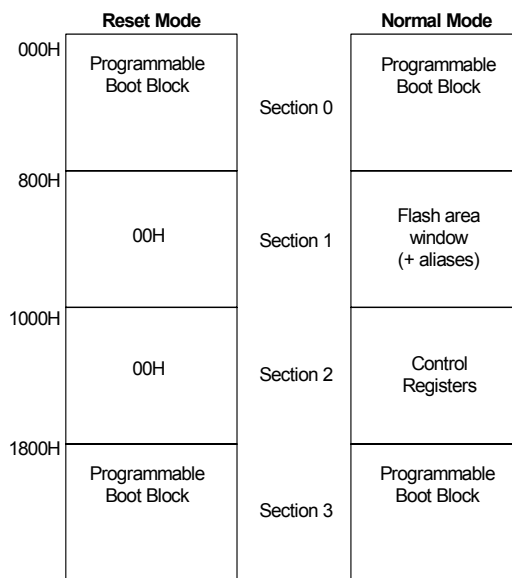 Reset Mode
Normal Mode
000H
Programmable
Boot Block
Section 0
Programmable
Boot Block
800H
00H
Section 1
Flash area
window
(+ aliases)
1000H
00H
Section 2
Control
Registers
1800H
Programmable
Boot Block
Section 3
Programmable
Boot Block